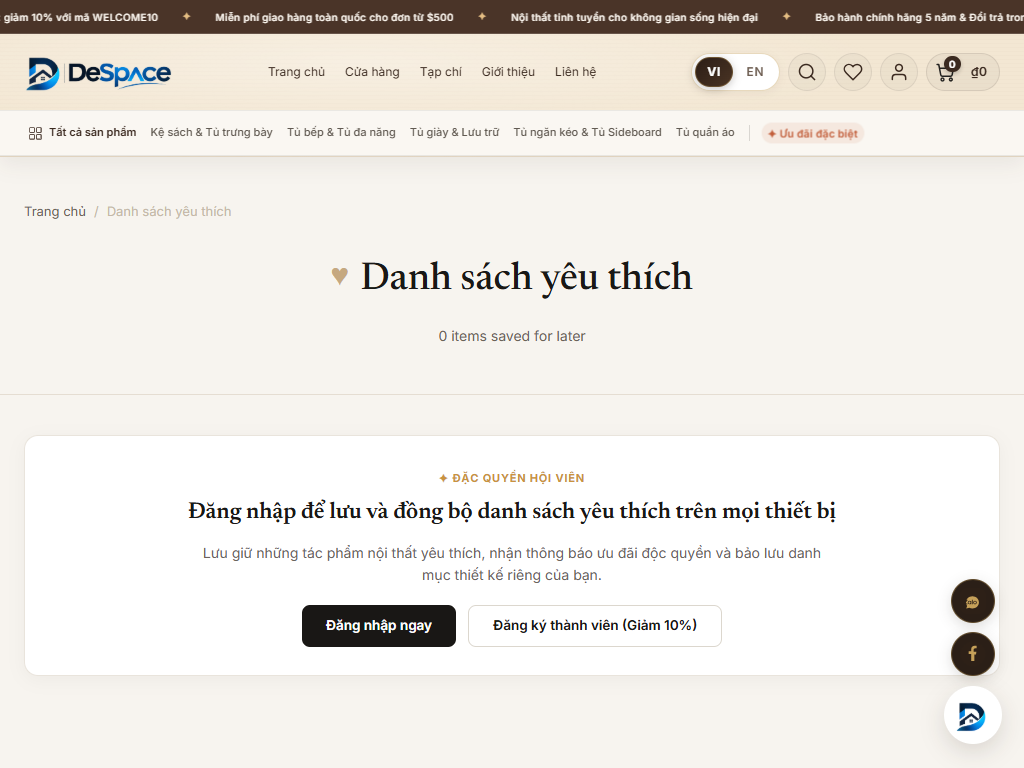 giảm 10% với mã WELCOME10 ✦ Miễn phí giao hàng toàn quốc cho đơn từ $500 ✦ Nội thất tinh tuyển cho không gian sống hiện đại ✦ Bảo hành chính hãng 5 năm & Đổi trả
DeSpace
Trang chủ Cửa hàng Tạp chí Giới thiệu Liên hệ
VI EN
0
₫0
Tất cả sản phẩm Kệ sách & Tủ trưng bày Tủ bếp & Tủ đa năng Tủ giày & Lưu trữ Tủ ngăn kéo & Tủ Sideboard Tủ quần áo ✦ Ưu đãi đặc biệt
Trang chủ / Danh sách yêu thích
♥ Danh sách yêu thích
0 items saved for later
✦ ĐẶC QUYỀN HỘI VIÊN
Đăng nhập để lưu và đồng bộ danh sách yêu thích trên mọi thiết bị
Lưu giữ những tác phẩm nội thất yêu thích, nhận thông báo ưu đãi độc quyền và bảo lưu danh
mục thiết kế riêng của bạn.
Đăng nhập ngay Đăng ký thành viên (Giảm 10%)